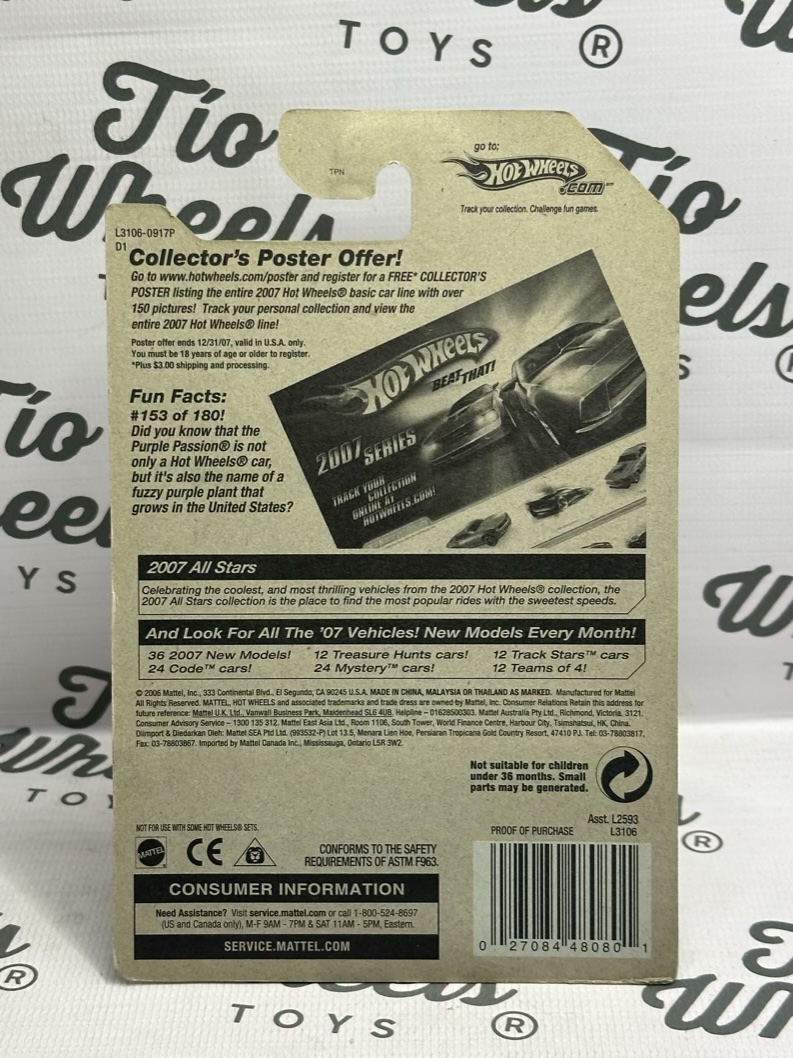 TOYS ®
Tío
Wheels
TPN
go to;
HOT WHEELS
.COM™
Track your collection. Challenge fun games.
L3106-0917P
D1
Collector's Poster Offer!
Go to www.hotwheels.com/poster and register for a FREE* COLLECTOR'S
POSTER listing the entire 2007 Hot Wheels® basic car line with over
150 pictures! Track your personal collection and view the
entire 2007 Hot Wheels® line!
Poster offer ends 12/31/07, valid in U.S.A. only.
You must be 18 years of age or older to register.
*Plus $3.00 shipping and processing.
HOT WHEELS
BEAT THAT!
2007 SERIES
TRACK YOUR
COLLECTION
ONLINE AT
HOTWHEELS.COM!
Fun Facts:
#153 of 180!
Did you know that the
Purple Passion® is not
only a Hot Wheels® car,
but it's also the name of a
fuzzy purple plant that
grows in the United States?
2007 All Stars
Celebrating the coolest, and most thrilling vehicles from the 2007 Hot Wheels® collection, the
2007 All Stars collection is the place to find the most popular rides with the sweetest speeds.
And Look For All The '07 Vehicles! New Models Every Month!
36 2007 New Models! 12 Treasure Hunts cars! 12 Track Stars™ cars
24 Code™ cars! 24 Mystery™ cars! 12 Teams of 4!
© 2006 Mattel, Inc., 333 Continental Blvd., El Segundo, CA 90245 U.S.A. MADE IN CHINA, MALAYSIA OR THAILAND AS MARKED. Manufactured for Mattel
All Rights Reserved. MATTEL, HOT WHEELS and associated trademarks and trade dress are owned by Mattel, Inc. Consumer Relations Retain this address for
future reference: Mattel U.K. Ltd., Vanwall Business Park, Maidenhead SL6 4UB. Helpline – 01628500303. Mattel Australia Pty Ltd., Richmond, Victoria. 3121.
Consumer Advisory Service – 1300 135 312. Mattel East Asia Ltd., Room 1106, South Tower, World Finance Centre, Harbour City, Tsimshatsui, HK, China.
Diimport & Diedarkan Oleh: Mattel SEA Ptd Ltd. (993532-P) Lot 13.5, Menara Lien Hoe, Persiaran Tropicana Gold Country Resort, 47410 PJ. Tel: 03-78803817,
Fax: 03-78803867. Imported by Mattel Canada Inc., Mississauga, Ontario L5R 3W2.
Not suitable for children
under 36 months. Small
parts may be generated.
Asst. L2593
PROOF OF PURCHASE L3106
NOT FOR USE WITH SOME HOT WHEELS® SETS.
MATTEL
CE
CONFORMS TO THE SAFETY
REQUIREMENTS OF ASTM F963.
CONSUMER INFORMATION
Need Assistance? Visit service.mattel.com or call 1-800-524-8697
(US and Canada only), M-F 9AM - 7PM & SAT 11AM - 5PM, Eastern.
SERVICE.MATTEL.COM
0 27084 48080 1
TOYS ®